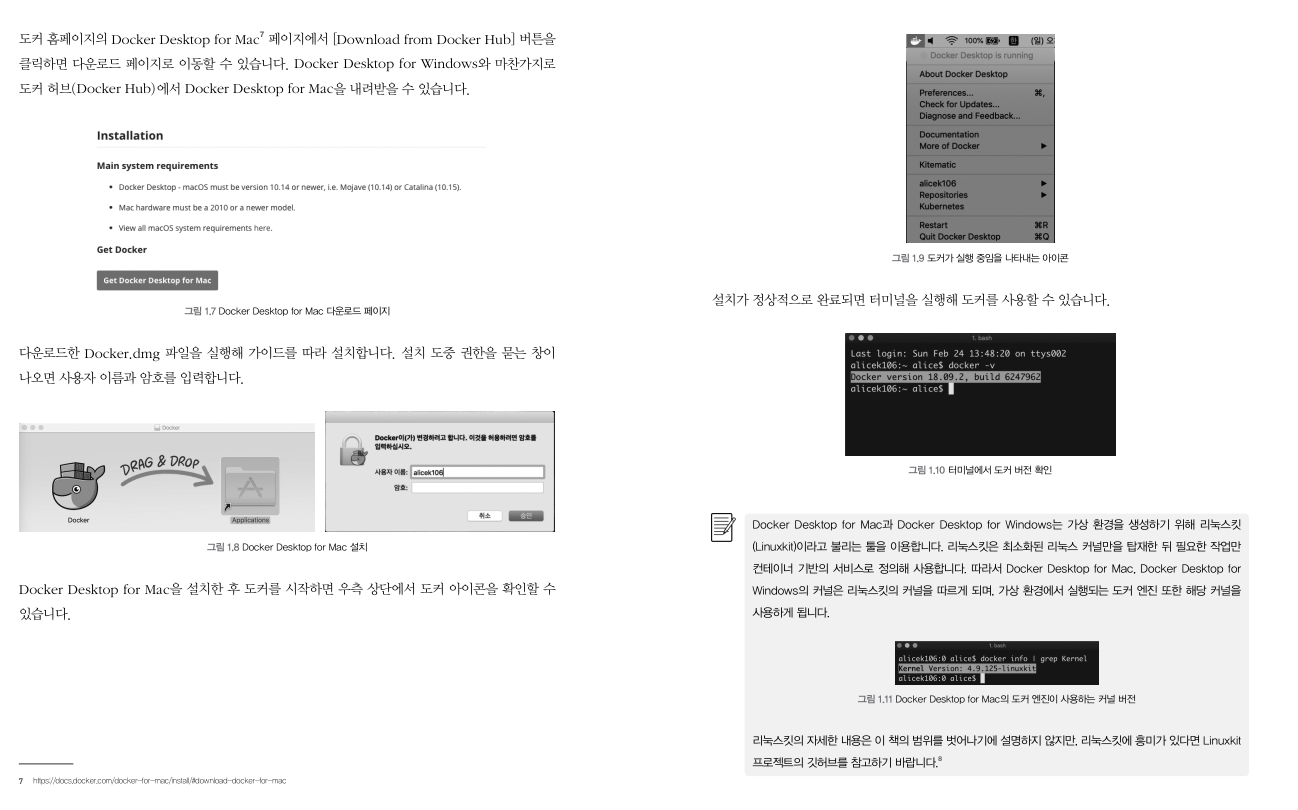 도커 홈페이지의 Docker Desktop for Mac7 페이지에서 [Download from Docker Hub] 버튼을
클릭하면 다운로드 페이지로 이동할 수 있습니다. Docker Desktop for Windows와 마찬가지로
도커 허브(Docker Hub)에서 Docker Desktop for Mac을 내려받을 수 있습니다.
Installation
Main system requirements
• Docker Desktop - macOS must be version 10.14 or newer, i.e. Mojave (10.14) or Catalina (10.15).
• Mac hardware must be a 2010 or a newer model.
• View all macOS system requirements here.
Get Docker
Get Docker Desktop for Mac
그림 1.7 Docker Desktop for Mac 다운로드 페이지
다운로드한 Docker.dmg 파일을 실행해 가이드를 따라 설치합니다. 설치 도중 권한을 묻는 창이
나오면 사용자 이름과 암호를 입력합니다.
Docker
DRAG & DROP
Docker
Applications
Docker이(가) 변경하려고 합니다. 이것을 허용하려면 암호를
입력하십시오.
사용자 이름: alicek106
암호:
취소 승인
그림 1.8 Docker Desktop for Mac 설치
Docker Desktop for Mac을 설치한 후 도커를 시작하면 우측 상단에서 도커 아이콘을 확인할 수
있습니다.
7 https://docs.docker.com/docker-for-mac/install/#download-docker-for-mac
100% (일) 오
Docker Desktop is running
About Docker Desktop
Preferences... ⌘,
Check for Updates...
Diagnose and Feedback...
Documentation
More of Docker ▶
Kitematic
alicek106 ▶
Repositories ▶
Kubernetes
Restart ⌘R
Quit Docker Desktop ⌘Q
그림 1.9 도커가 실행 중임을 나타내는 아이콘
설치가 정상적으로 완료되면 터미널을 실행해 도커를 사용할 수 있습니다.
1. bash
Last login: Sun Feb 24 13:48:20 on ttys002
alicek106:~ alice$ docker -v
Docker version 18.09.2, build 6247962
alicek106:~ alice$
그림 1.10 터미널에서 도커 버전 확인
Docker Desktop for Mac과 Docker Desktop for Windows는 가상 환경을 생성하기 위해 리눅스킷
(Linuxkit)이라고 불리는 툴을 이용합니다. 리눅스킷은 최소화된 리눅스 커널만을 탑재한 뒤 필요한 작업만
컨테이너 기반의 서비스로 정의해 사용합니다. 따라서 Docker Desktop for Mac, Docker Desktop for
Windows의 커널은 리눅스킷의 커널을 따르게 되며, 가상 환경에서 실행되는 도커 엔진 또한 해당 커널을
사용하게 됩니다.
1. bash
alicek106:0 alice$ docker info | grep Kernel
Kernel Version: 4.9.125-linuxkit
alicek106:0 alice$
그림 1.11 Docker Desktop for Mac의 도커 엔진이 사용하는 커널 버전
리눅스킷의 자세한 내용은 이 책의 범위를 벗어나기에 설명하지 않지만, 리눅스킷에 흥미가 있다면 Linuxkit
프로젝트의 깃허브를 참고하기 바랍니다.8